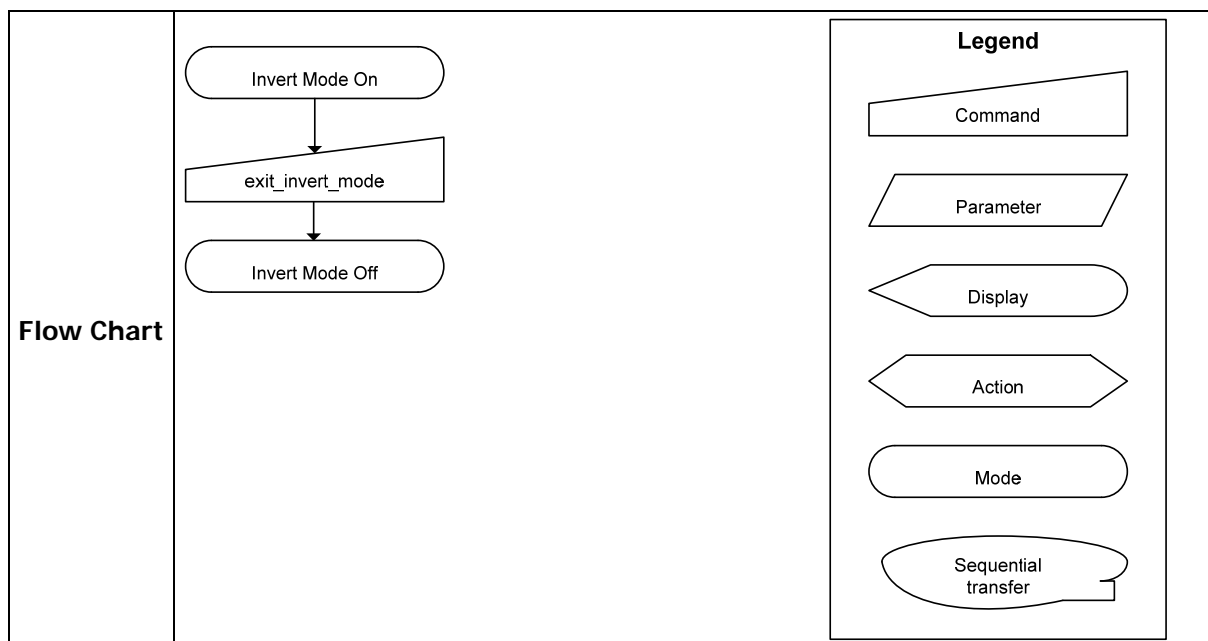 Flow Chart
Invert Mode On
exit_invert_mode
Invert Mode Off
Legend
Command
Parameter
Display
Action
Mode
Sequential
transfer